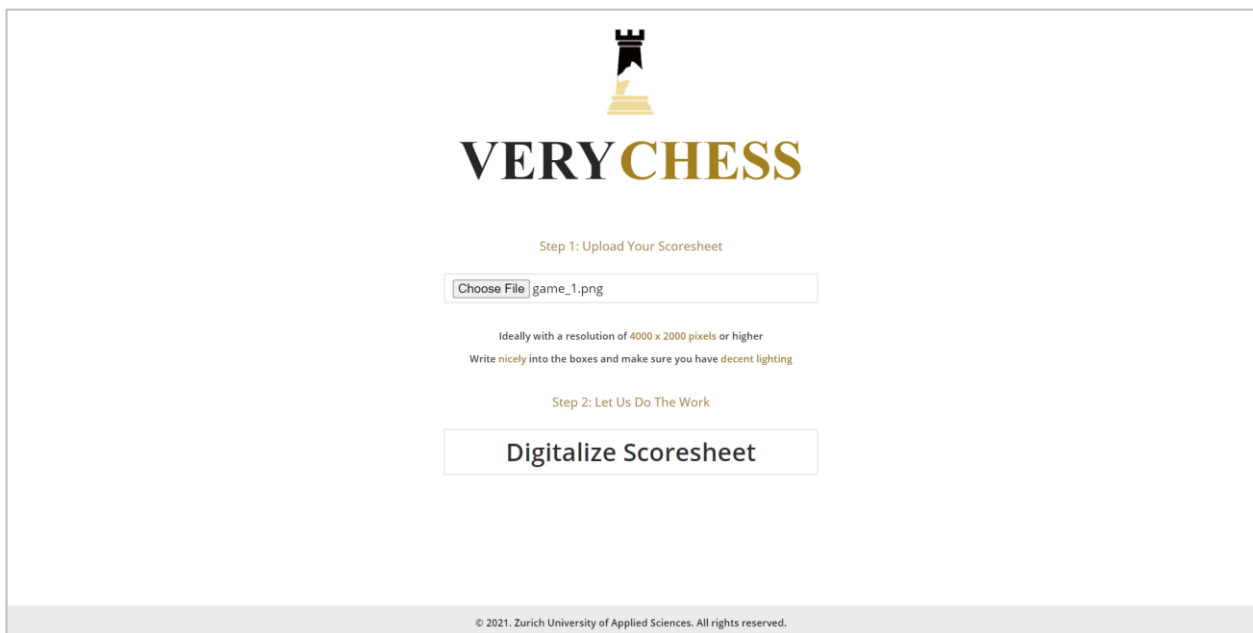 VERYCHESS
Step 1: Upload Your Scoresheet
Choose File game_1.png
Ideally with a resolution of 4000 x 2000 pixels or higher
Write nicely into the boxes and make sure you have decent lighting
Step 2: Let Us Do The Work
Digitalize Scoresheet
© 2021. Zurich University of Applied Sciences. All rights reserved.